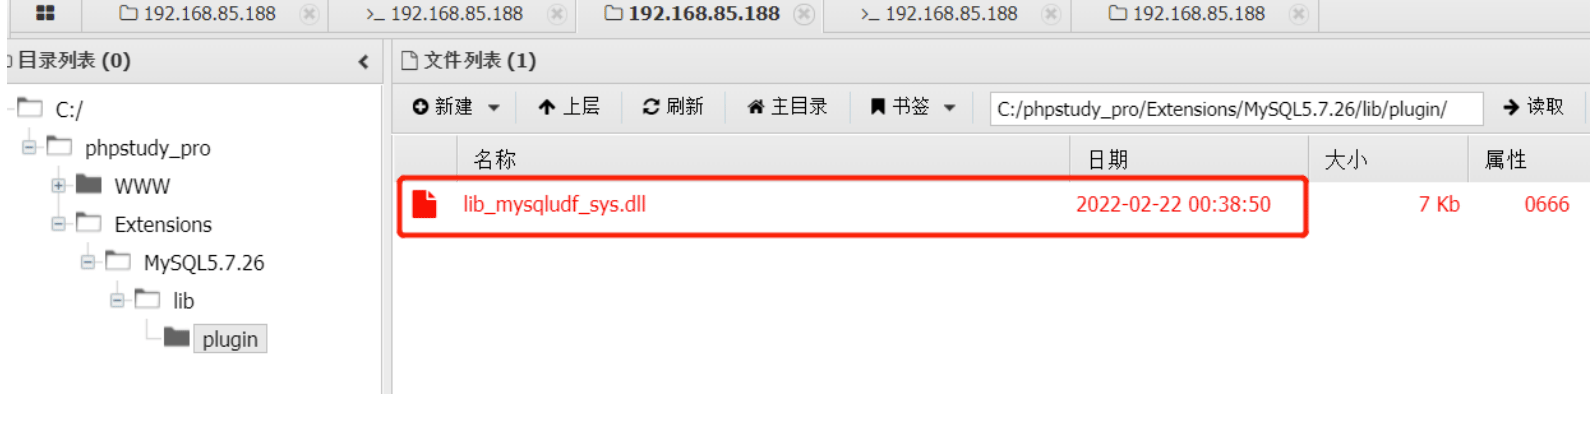 192.168.85.188 >_ 192.168.85.188 192.168.85.188 >_ 192.168.85.188 192.168.85.188
目录列表 (0)
文件列表 (1)
新建 上层 刷新 主目录 书签 C:/phpstudy_pro/Extensions/MySQL5.7.26/lib/plugin/ 读取
C:/
phpstudy_pro
WWW
Extensions
MySQL5.7.26
lib
plugin
名称 日期 大小 属性
lib_mysqludf_sys.dll 2022-02-22 00:38:50 7 Kb 0666